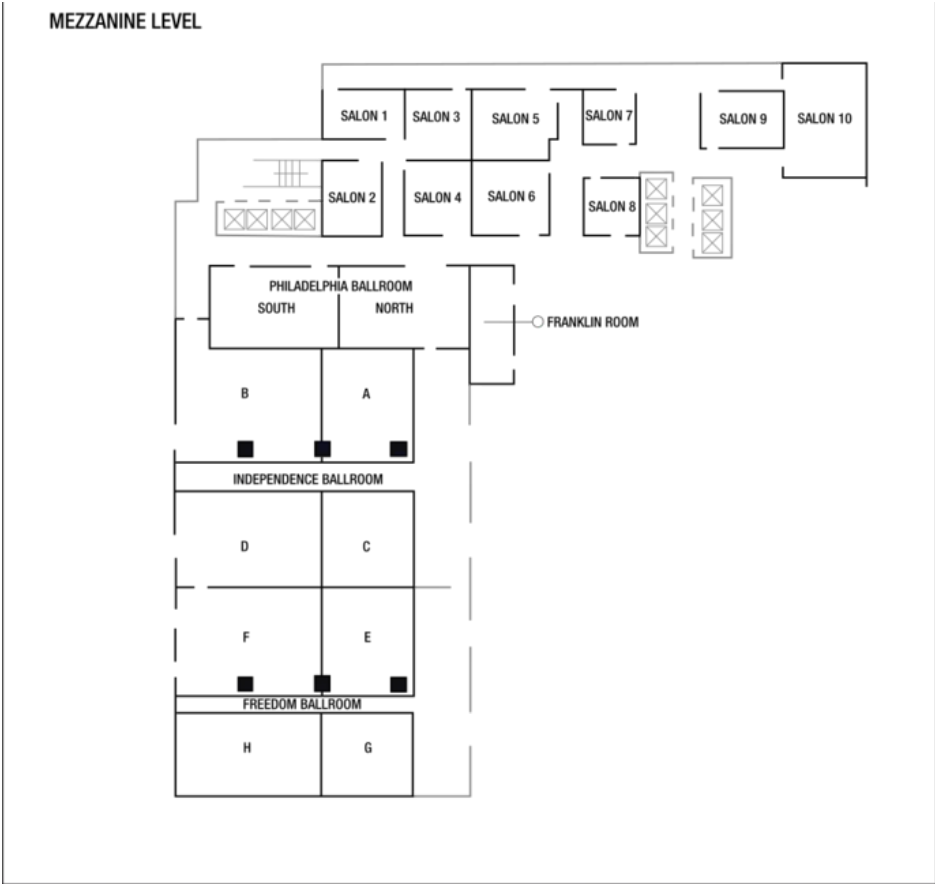 MEZZANINE LEVEL
SALON 1
SALON 3
SALON 5
SALON 7
SALON 9
SALON 10
SALON 2
SALON 4
SALON 6
SALON 8
PHILADELPHIA BALLROOM
SOUTH
NORTH
FRANKLIN ROOM
B
A
INDEPENDENCE BALLROOM
D
C
F
E
FREEDOM BALLROOM
H
G